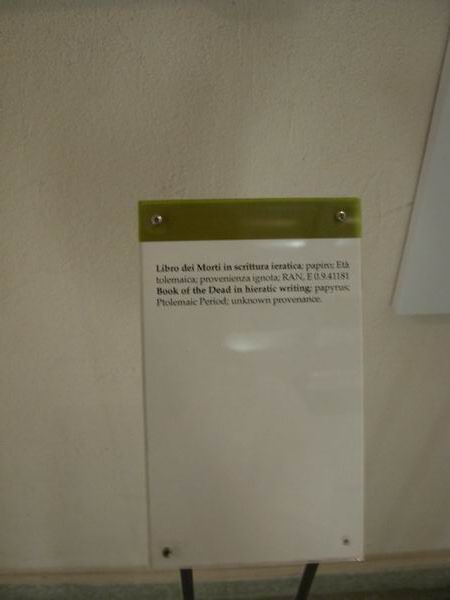 Libro dei Morti in scrittura ieratica; papiro; Età
tolemaica; provenienza ignota; RAN, E 0.9.41181
Book of the Dead in hieratic writing; papyrus;
Ptolemaic Period; unknown provenance.